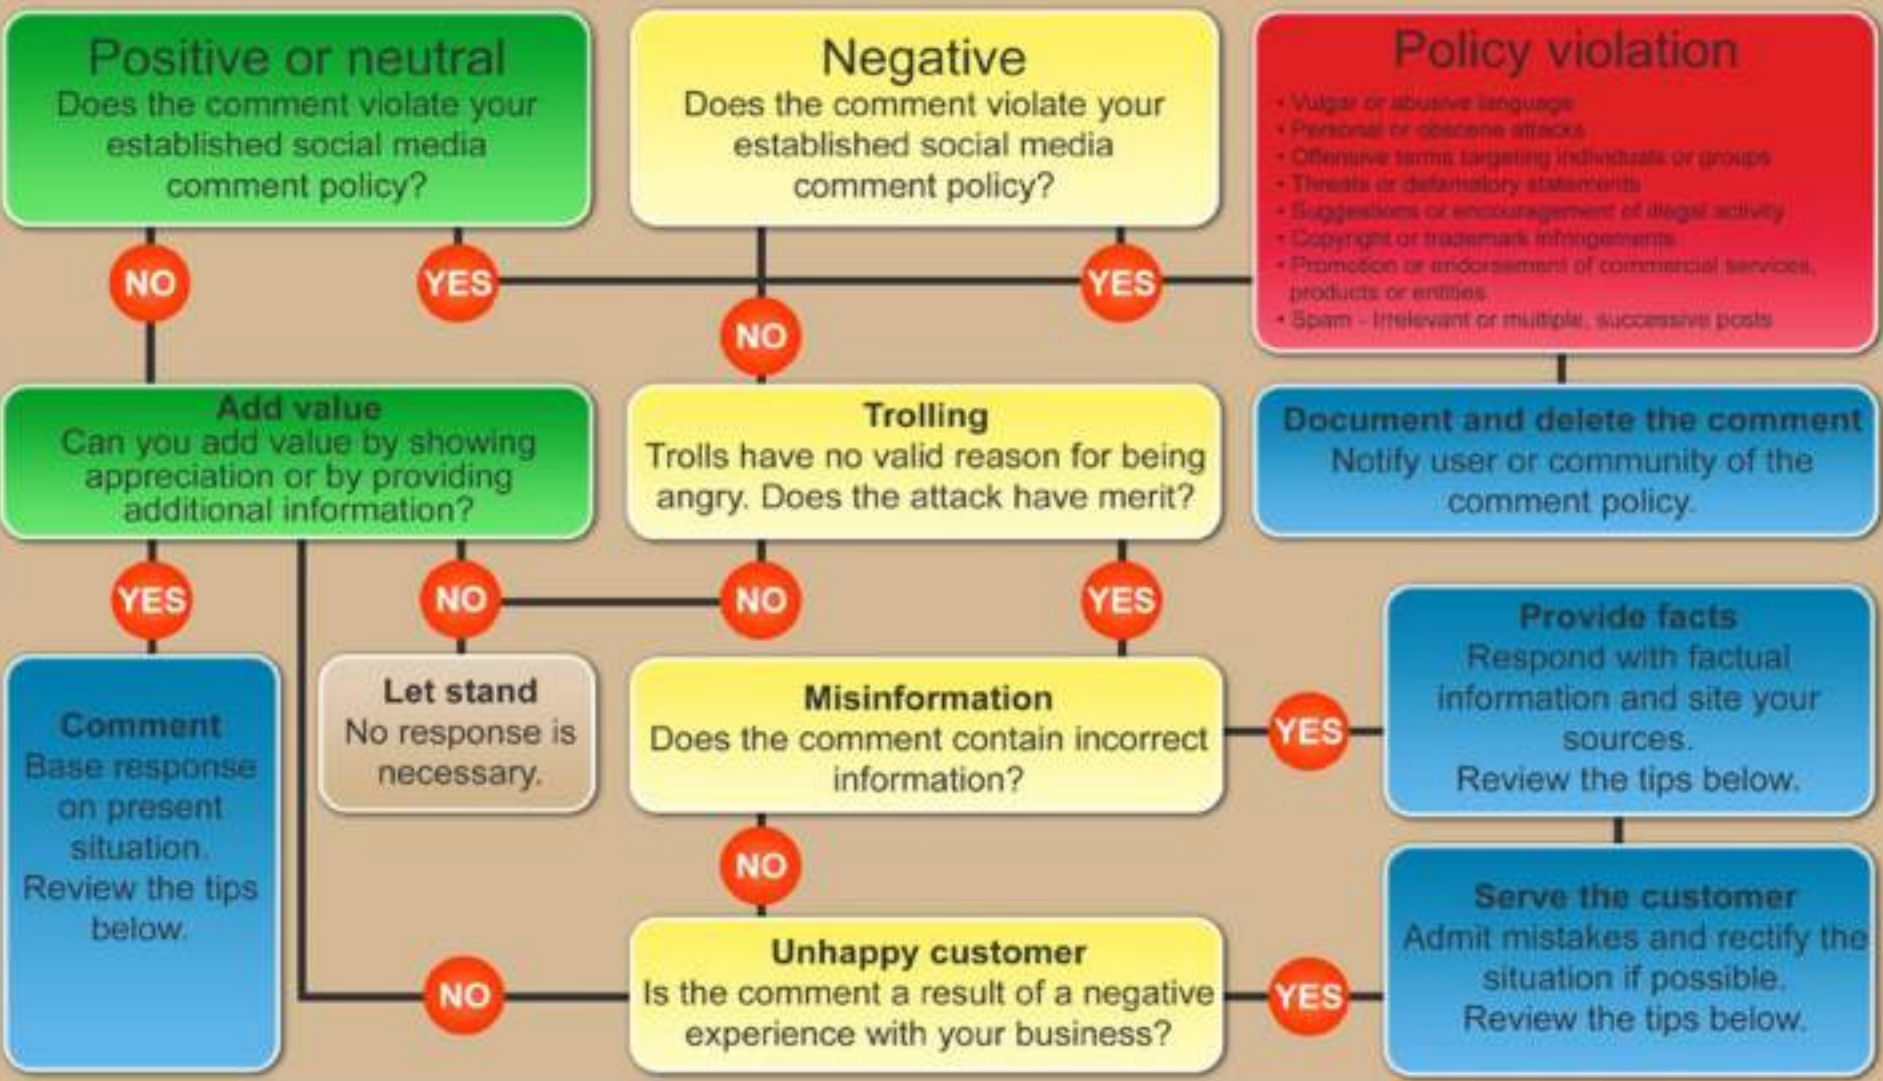 Positive or neutral
Does the comment violate your
established social media
comment policy?
Negative
Does the comment violate your
established social media
comment policy?
Policy violation
• Vulgar or abusive language
• Personal or obscene attacks
• Offensive terms targeting individuals or groups
• Threats or defamatory statements
• Suggestions or encouragement of illegal activity
• Copyright or trademark infringements
• Promotion or endorsement of commercial services,
products or entities
• Spam - Irrelevant or multiple, successive posts
NO
YES
NO
YES
Add value
Can you add value by showing
appreciation or by providing
additional information?
Trolling
Trolls have no valid reason for being
angry. Does the attack have merit?
Document and delete the comment
Notify user or community of the
comment policy.
YES
NO
NO
YES
Comment
Base response
on present
situation.
Review the tips
below.
Let stand
No response is
necessary.
Misinformation
Does the comment contain incorrect
information?
YES
Provide facts
Respond with factual
information and site your
sources.
Review the tips below.
NO
NO
Unhappy customer
Is the comment a result of a negative
experience with your business?
YES
Serve the customer
Admit mistakes and rectify the
situation if possible.
Review the tips below.